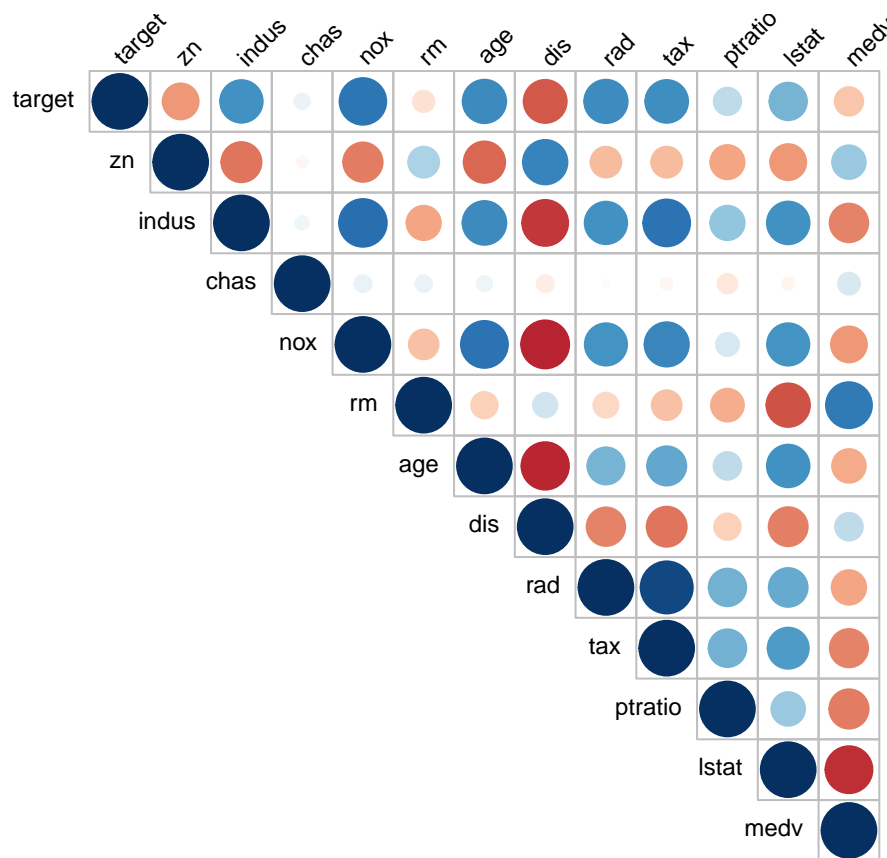 target zn indus chas nox rm age dis rad tax ptratio lstat medv
target
zn
indus
chas
nox
rm
age
dis
rad
tax
ptratio
lstat
medv